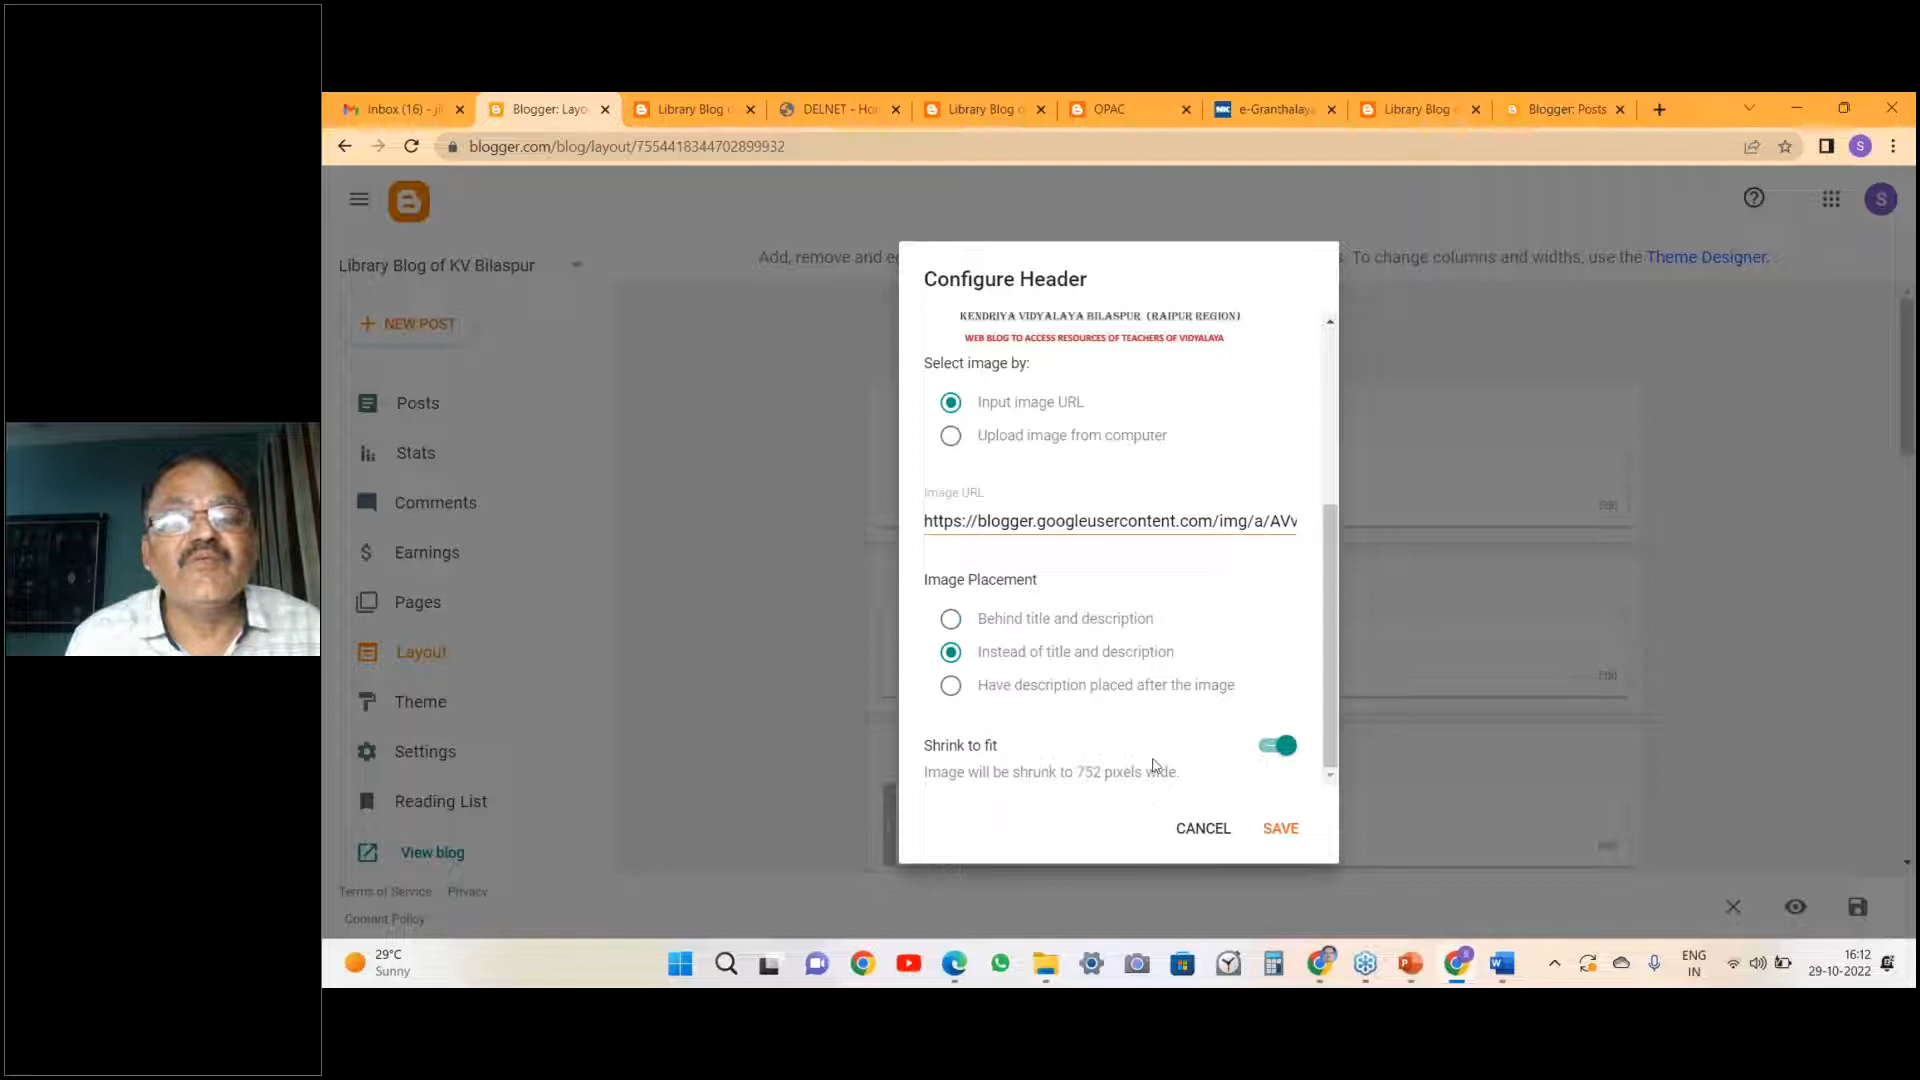 Inbox (16) - ji
Blogger: Layo
Library Blog o
DELNET - Ho
Library Blog o
OPAC
NIC
e-Granthalay
Library Blog o
Blogger: Posts
blogger.com/blog/layout/7554418344702899932
S
S
Library Blog of KV Bilaspur
Add, remove and e
To change columns and widths, use the Theme Designer.
NEW POST
Posts
Stats
Comments
Earnings
Pages
Layout
Theme
Settings
Reading List
View blog
Terms of Service
Privacy
Content Policy
Configure Header
KENDRIYA VIDYALAYA BILASPUR (RAIPUR REGION)
WEB BLOG TO ACCESS RESOURCES OF TEACHERS OF VIDYALAYA
Select image by:
Input image URL
Upload image from computer
Image URL
https://blogger.googleusercontent.com/img/a/AVv
Image Placement
Behind title and description
Instead of title and description
Have description placed after the image
Shrink to fit
Image will be shrunk to 752 pixels wide.
CANCEL
SAVE
Edit
Edit
29°C
Sunny
ENG
IN
16:12
29-10-2022